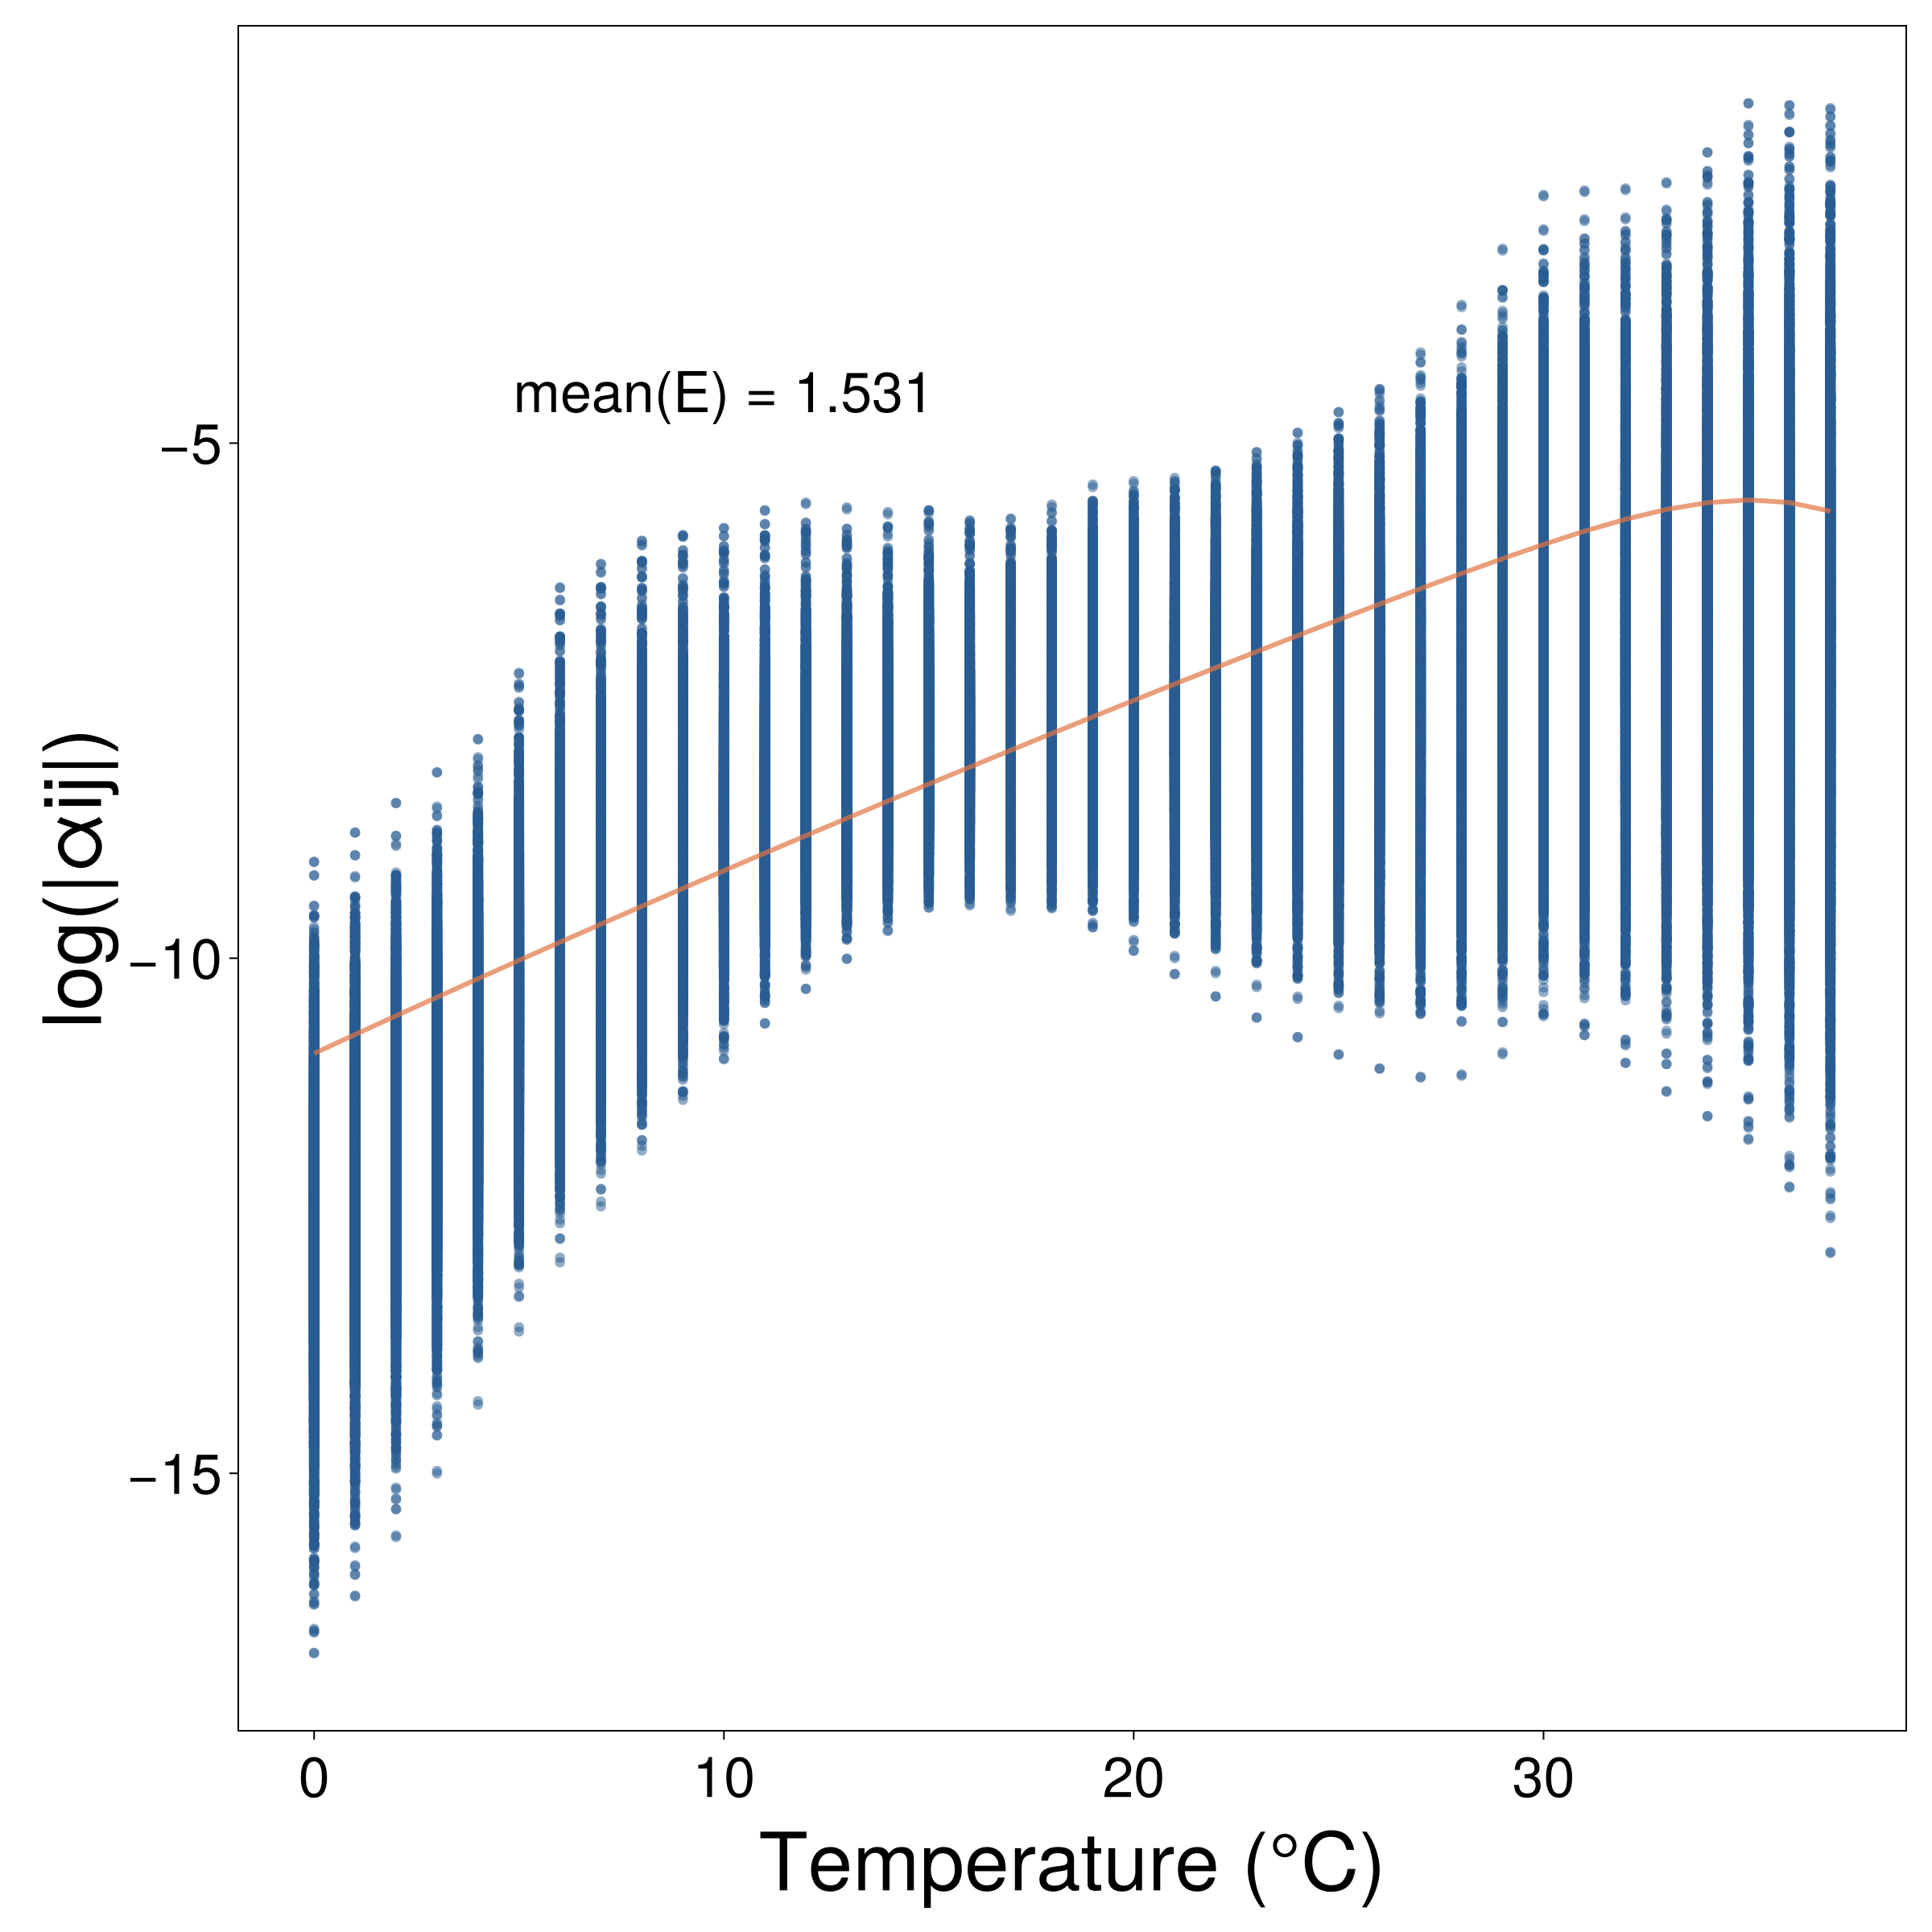 mean(E) = 1.531
log(|αij|)
−5
−10
−15
0 10 20 30
Temperature (°C)